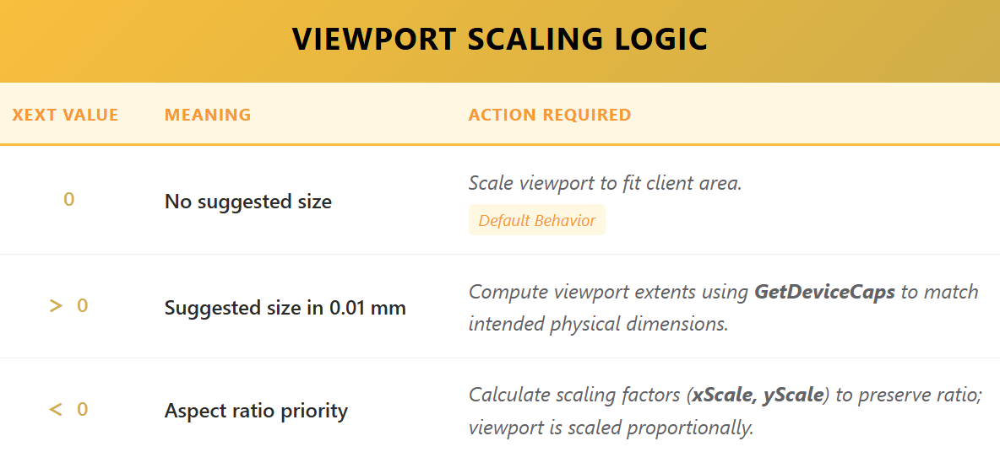 VIEWPORT SCALING LOGIC
XEXT VALUE MEANING ACTION REQUIRED
0 No suggested size Scale viewport to fit client area.
Default Behavior
> 0 Suggested size in 0.01 mm Compute viewport extents using GetDeviceCaps to match
intended physical dimensions.
< 0 Aspect ratio priority Calculate scaling factors (xScale, yScale) to preserve ratio;
viewport is scaled proportionally.